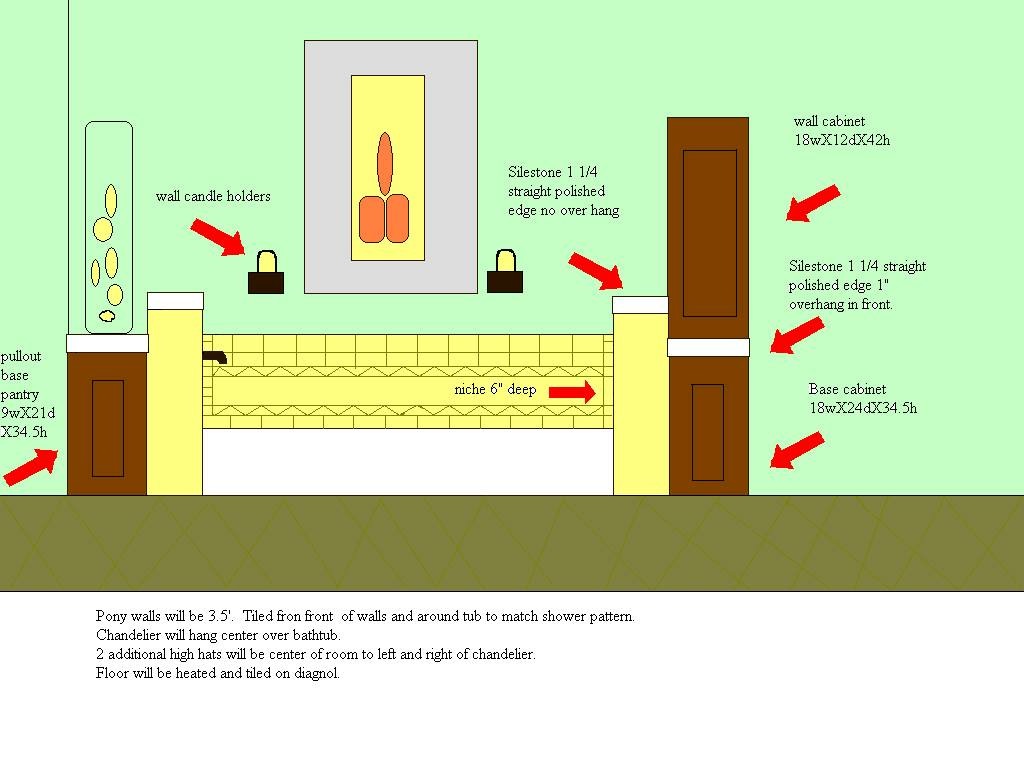 wall cabinet
18wX12dX42h
Silestone 1 1/4
straight polished
edge no over hang
wall candle holders
Silestone 1 1/4 straight
polished edge 1"
overhang in front.
pullout
base
pantry
9wX21d
X34.5h
niche 6" deep
Base cabinet
18wX24dX34.5h
Pony walls will be 3.5'.  Tiled fron front  of walls and around tub to match shower pattern.
Chandelier will hang center over bathtub.
2 additional high hats will be center of room to left and right of chandelier.
Floor will be heated and tiled on diagnol.